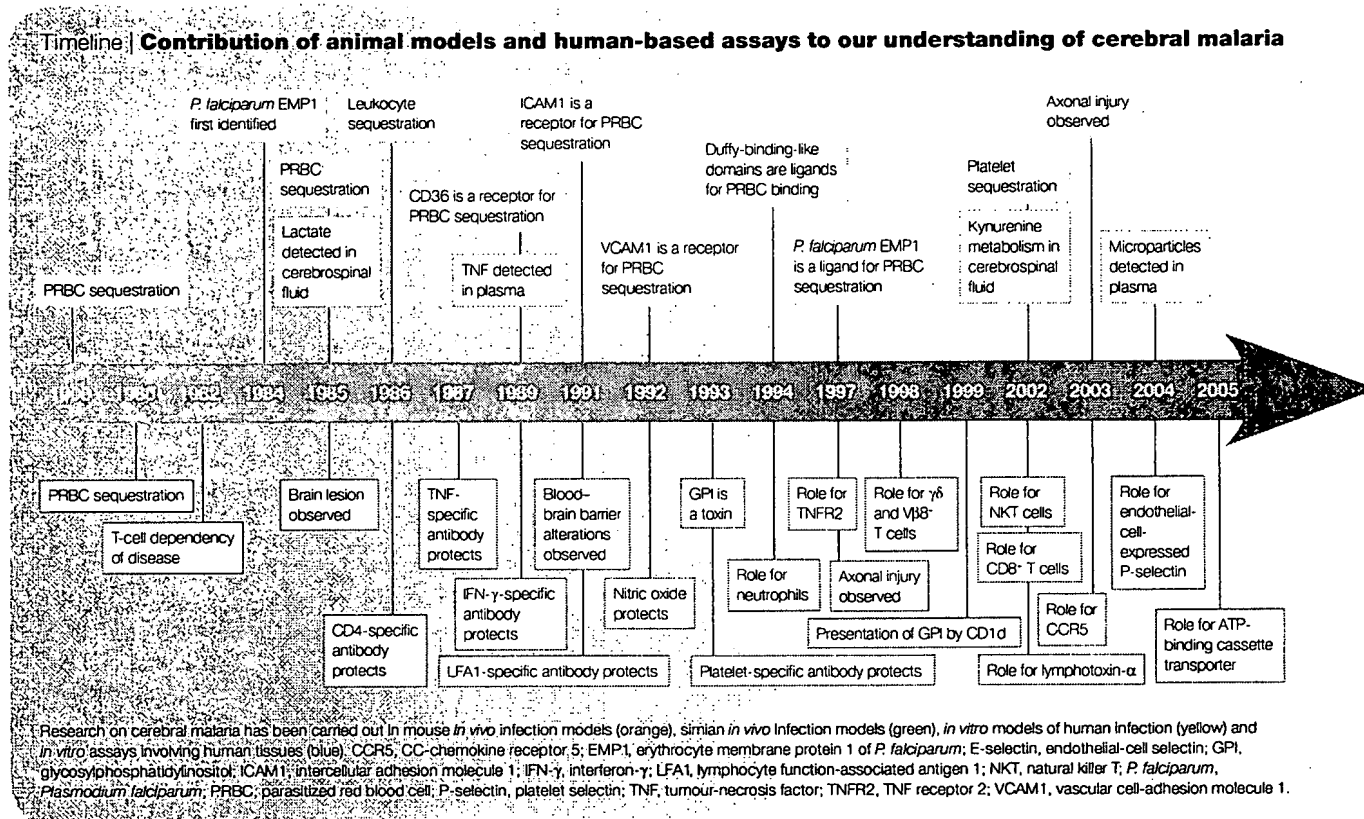 Timeline | Contribution of animal models and human-based assays to our understanding of cerebral malaria
P. falciparum EMP1
first identified
Leukocyte
sequestration
ICAM1 is a
receptor for PRBC
sequestration
Axonal injury
observed
PRBC
sequestration
Duffy-binding-like
domains are ligands
for PRBC binding
Platelet
sequestration
CD36 is a receptor for
PRBC sequestration
Lactate
detected in
cerebrospinal
fluid
Kynurenine
metabolism in
cerebrospinal
fluid
VCAM1 is a receptor
for PRBC
sequestration
P. falciparum EMP1
is a ligand for PRBC
sequestration
Microparticles
detected in
plasma
TNF detected
in plasma
PRBC sequestration
1980 1982 1984 1985 1986 1987 1989 1991 1992 1993 1994 1997 1998 1999 2002 2003 2004 2005
PRBC sequestration
T-cell dependency
of disease
Brain lesion
observed
CD4-specific
antibody
protects
TNF-
specific
antibody
protects
IFN-γ-specific
antibody
protects
LFA1-specific antibody protects
Blood–
brain barrier
alterations
observed
Nitric oxide
protects
GPI is
a toxin
Platelet-specific antibody protects
Role for
neutrophils
Role for
TNFR2
Axonal injury
observed
Role for γδ
and Vβ8⁺
T cells
Presentation of GPI by CD1d
Role for
NKT cells
Role for
CD8⁺ T cells
Role for lymphotoxin-α
Role for
CCR5
Role for
endothelial-
cell-
expressed
P-selectin
Role for ATP-
binding cassette
transporter
Research on cerebral malaria has been carried out in mouse in vivo infection models (orange), simian in vivo infection models (green), in vitro models of human infection (yellow) and
in vitro assays involving human tissues (blue). CCR5, CC-chemokine receptor 5; EMP1, erythrocyte membrane protein 1 of P. falciparum; E-selectin, endothelial-cell selectin; GPI,
glycosylphosphatidylinositol; ICAM1, intercellular adhesion molecule 1; IFN-γ, interferon-γ; LFA1, lymphocyte function-associated antigen 1; NKT, natural killer T; P. falciparum,
Plasmodium falciparum; PRBC, parasitized red blood cell; P-selectin, platelet selectin; TNF, tumour-necrosis factor; TNFR2, TNF receptor 2; VCAM1, vascular cell-adhesion molecule 1.